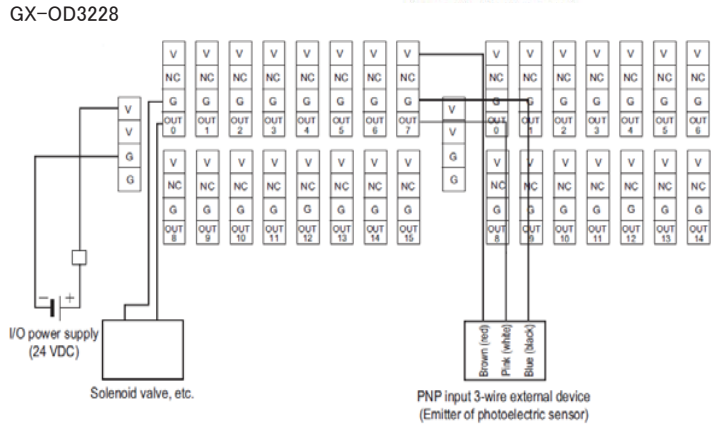 GX-OD3228
V V V V V V V V V V V V V V V
NC NC NC NC NC NC NC NC NC NC NC NC NC NC NC
V G G G G G G G G V G G G G G G G
OUT OUT OUT OUT OUT OUT OUT OUT OUT OUT OUT OUT OUT OUT OUT
0 1 2 3 4 5 6 7 0 1 2 3 4 5 6
V V
G V V V V V V V V G V V V V V V V
G NC NC NC NC NC NC NC NC G NC NC NC NC NC NC NC
G G G G G G G G G G G G G G G
OUT OUT OUT OUT OUT OUT OUT OUT OUT OUT OUT OUT OUT OUT OUT
8 9 10 11 12 13 14 15 8 9 10 11 12 13 14
− +
I/O power supply
(24 VDC)
Solenoid valve, etc.
Brown (red)
Pink (white)
Blue (black)
PNP input 3-wire external device
(Emitter of photoelectric sensor)